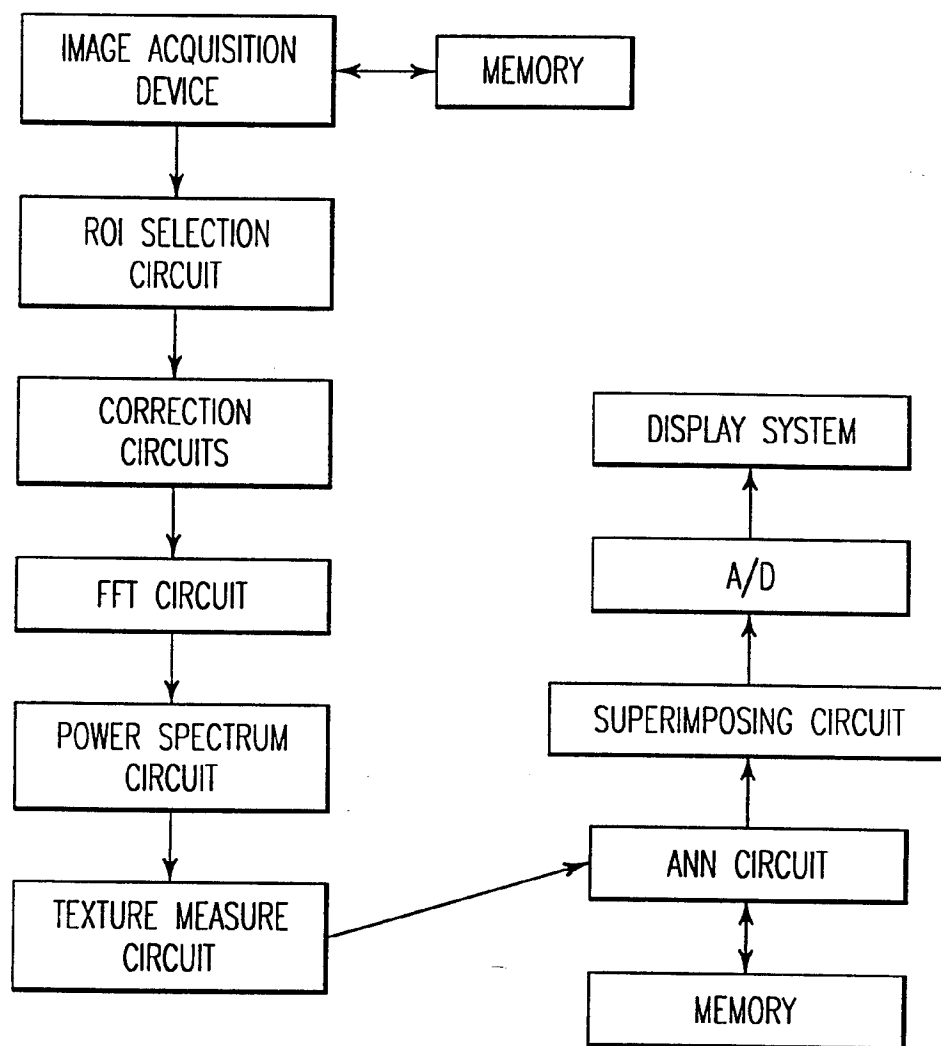 IMAGE ACQUISITION
DEVICE
MEMORY
ROI SELECTION
CIRCUIT
CORRECTION
CIRCUITS
FFT CIRCUIT
POWER SPECTRUM
CIRCUIT
TEXTURE MEASURE
CIRCUIT
DISPLAY SYSTEM
A/D
SUPERIMPOSING CIRCUIT
ANN CIRCUIT
MEMORY